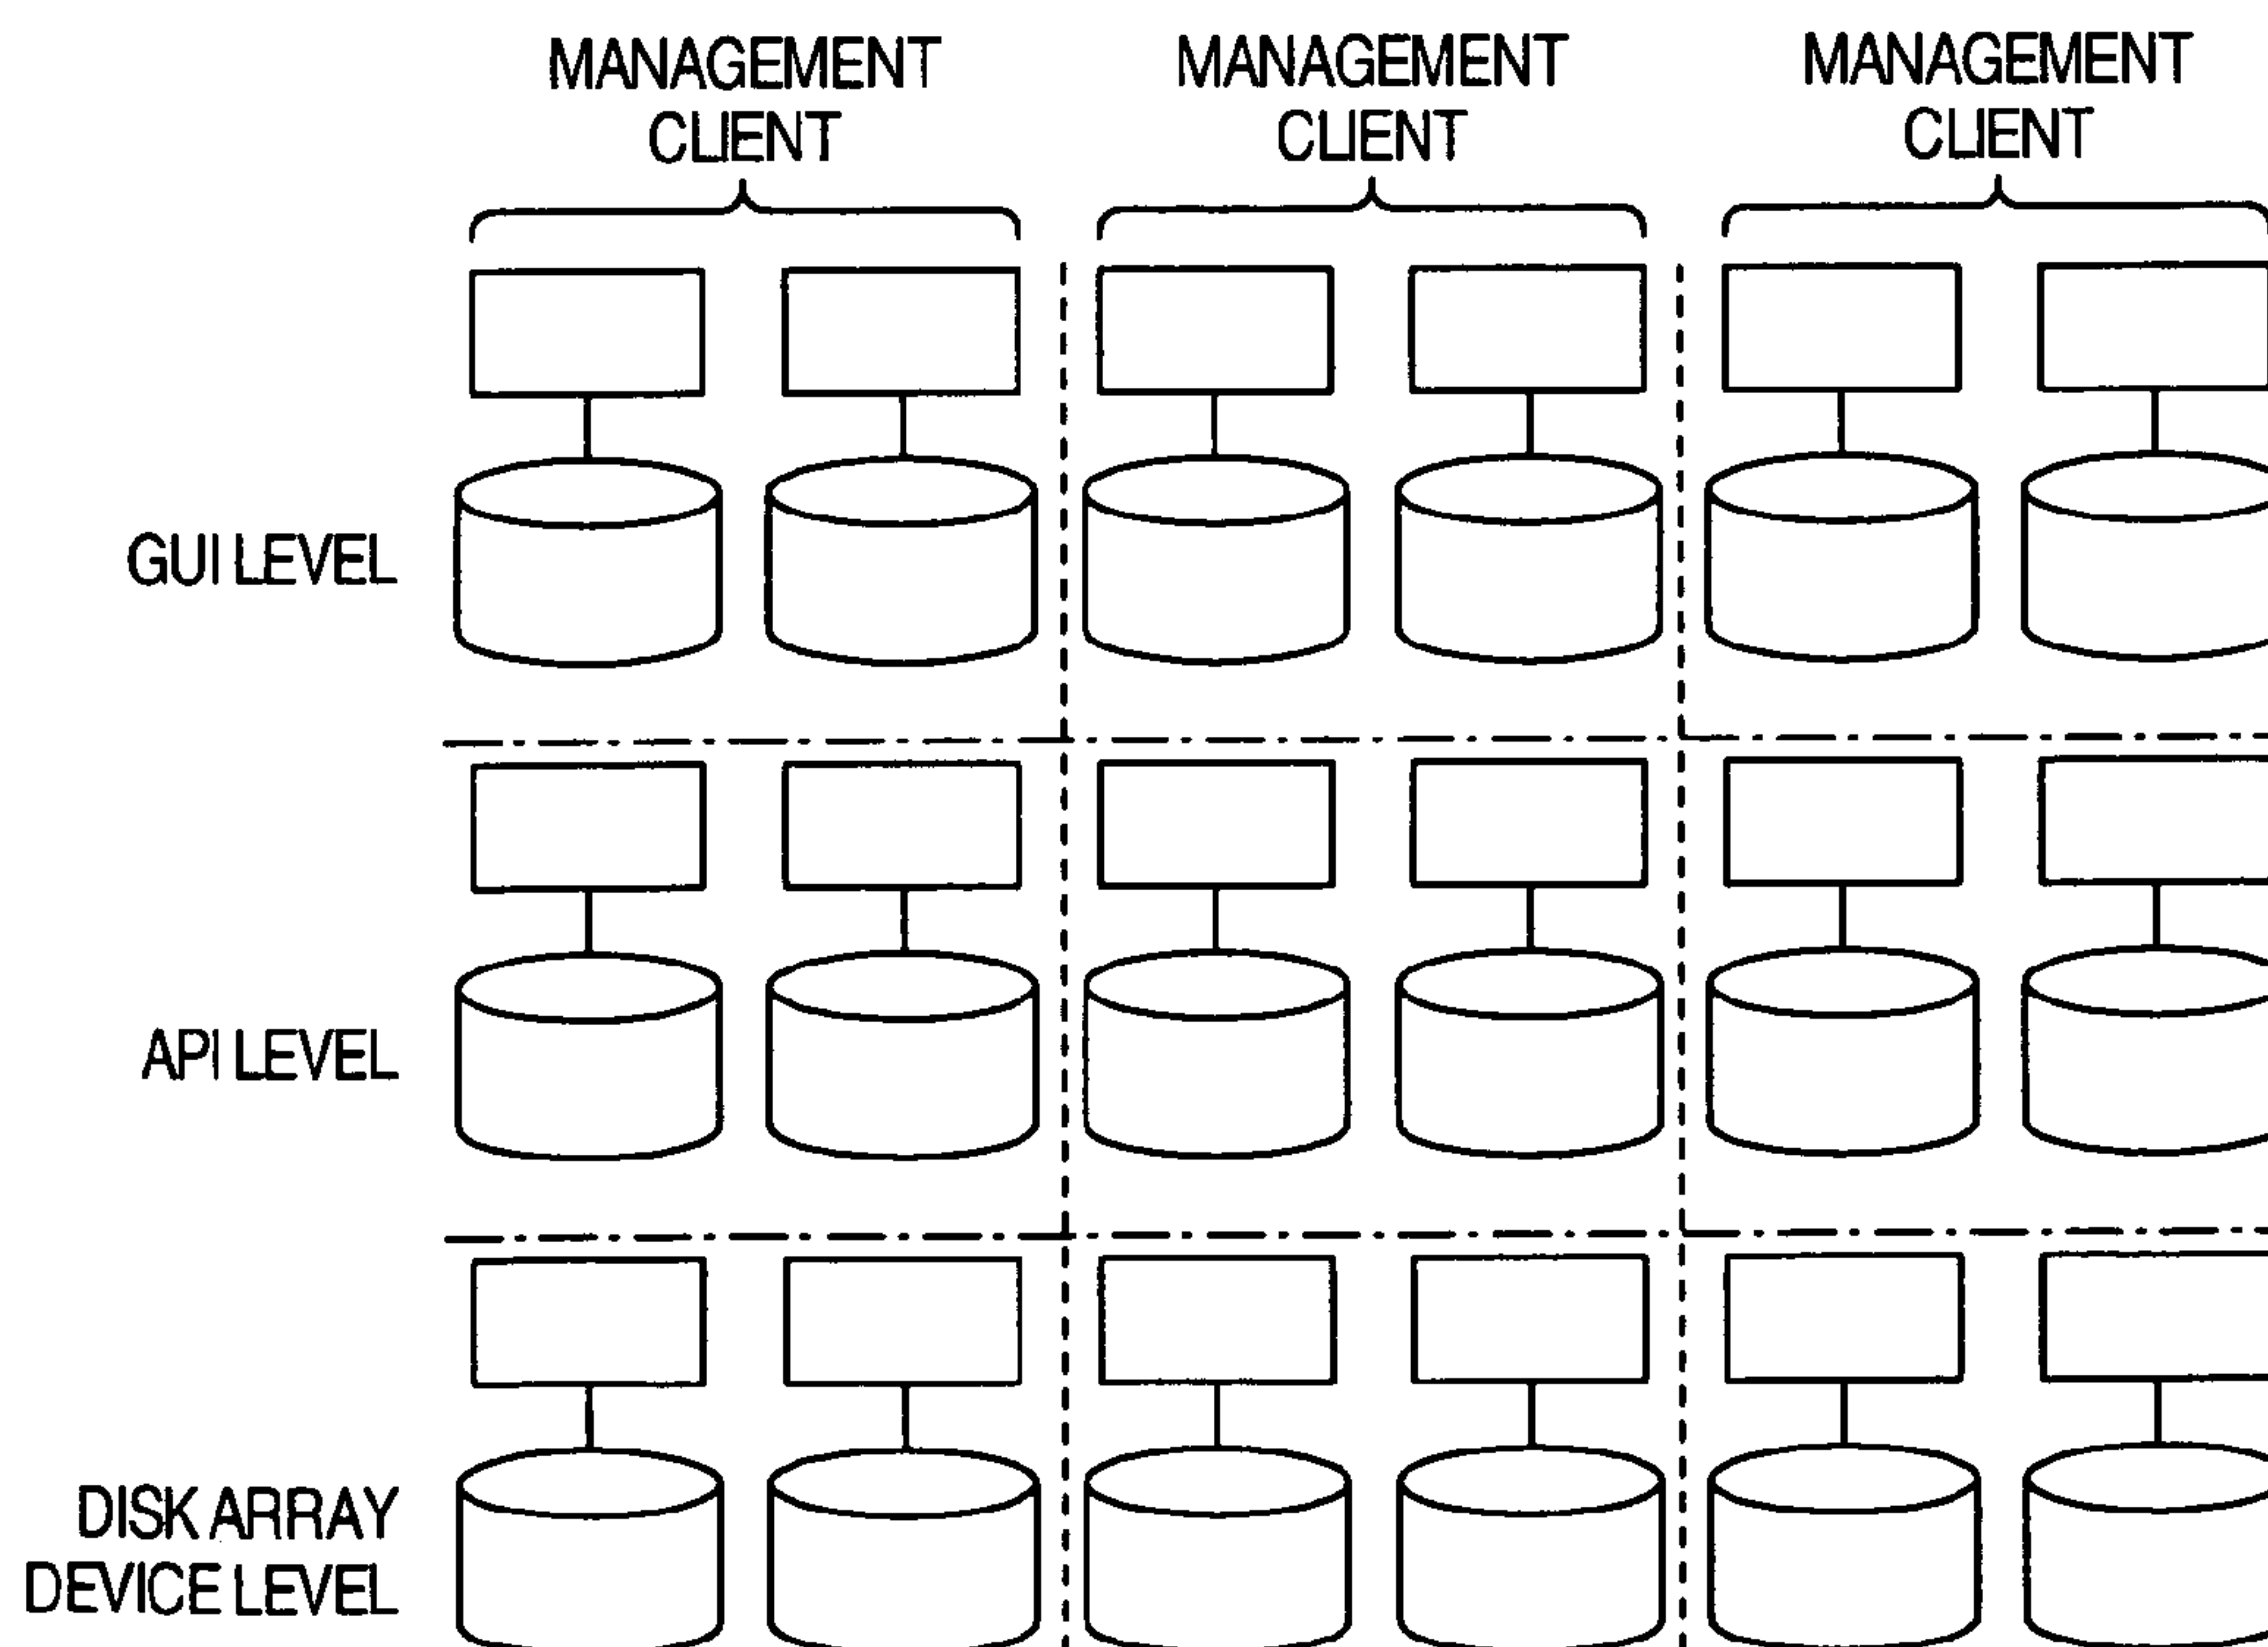 MANAGEMENT
CLIENT
MANAGEMENT
CLIENT
MANAGEMENT
CLIENT
GUI LEVEL
API LEVEL
DISK ARRAY
DEVICE LEVEL